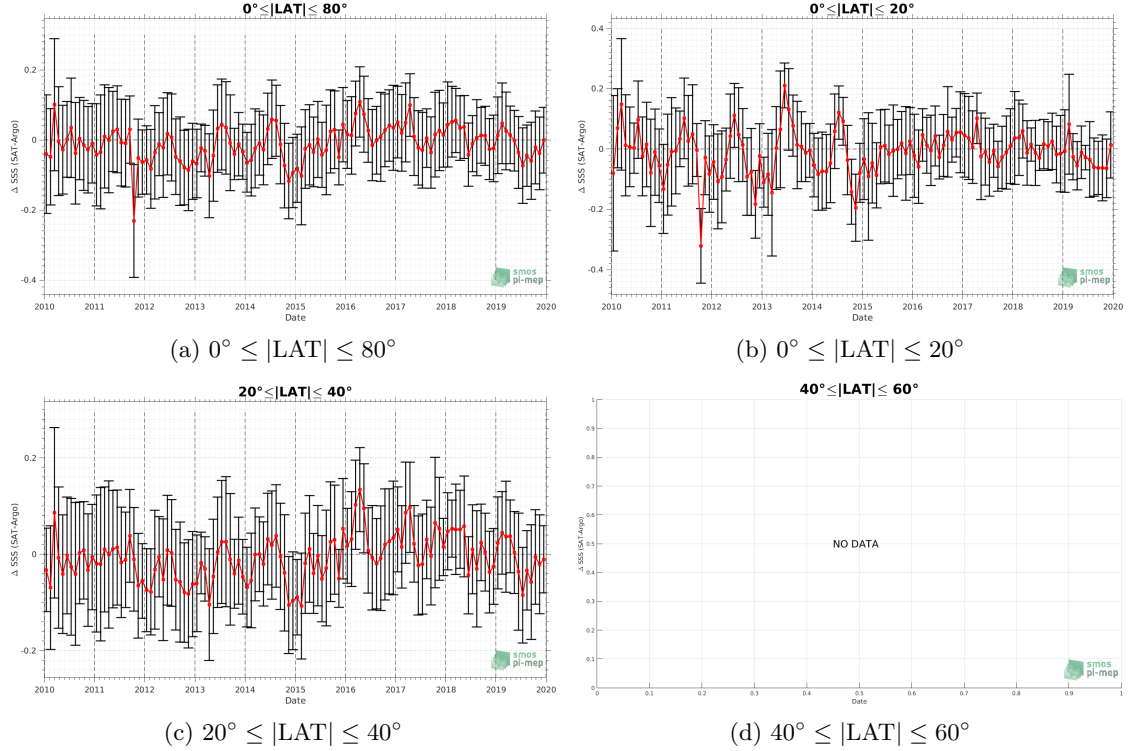 0°≤|LAT|≤ 80°
Δ SSS (SAT-Argo)
0.2
0
-0.2
-0.4
2010 2011 2012 2013 2014 2015 2016 2017 2018 2019 2020
Date
smos
pi-mep
(a) 0° ≤ |LAT| ≤ 80°
0°≤|LAT|≤ 20°
Δ SSS (SAT-Argo)
0.4
0.2
0
-0.2
-0.4
2010 2011 2012 2013 2014 2015 2016 2017 2018 2019 2020
Date
smos
pi-mep
(b) 0° ≤ |LAT| ≤ 20°
20°≤|LAT|≤ 40°
Δ SSS (SAT-Argo)
0.2
0
-0.2
2010 2011 2012 2013 2014 2015 2016 2017 2018 2019 2020
Date
smos
pi-mep
(c) 20° ≤ |LAT| ≤ 40°
40°≤|LAT|≤ 60°
Δ SSS (SAT-Argo)
1
0.9
0.8
0.7
0.6
0.5
0.4
0.3
0.2
0.1
0
NO DATA
0 0.1 0.2 0.3 0.4 0.5 0.6 0.7 0.8 0.9 1
Date
smos
pi-mep
(d) 40° ≤ |LAT| ≤ 60°